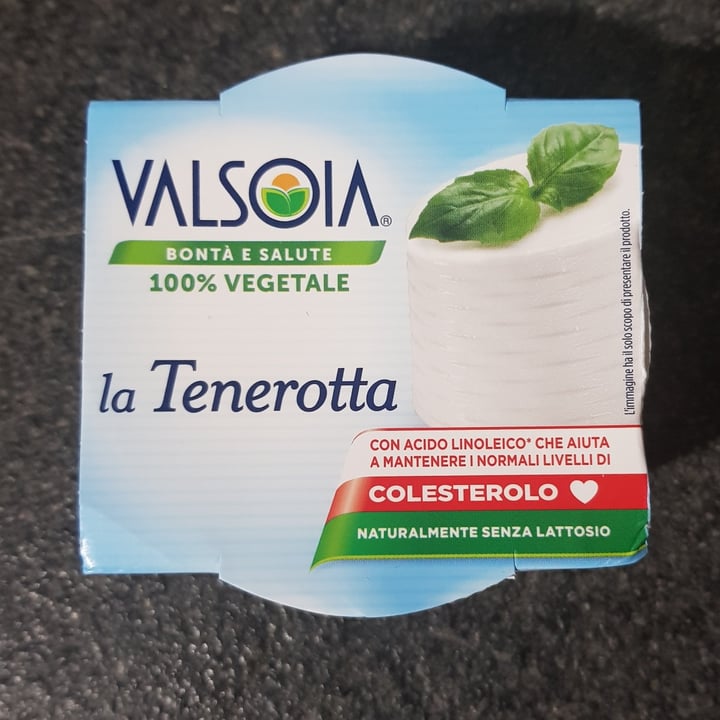 VALSOIA®
BONTÀ E SALUTE
100% VEGETALE
la Tenerotta
CON ACIDO LINOLEICO* CHE AIUTA
A MANTENERE I NORMALI LIVELLI DI
COLESTEROLO
NATURALMENTE SENZA LATTOSIO
L'immagine ha il solo scopo di presentare il prodotto.